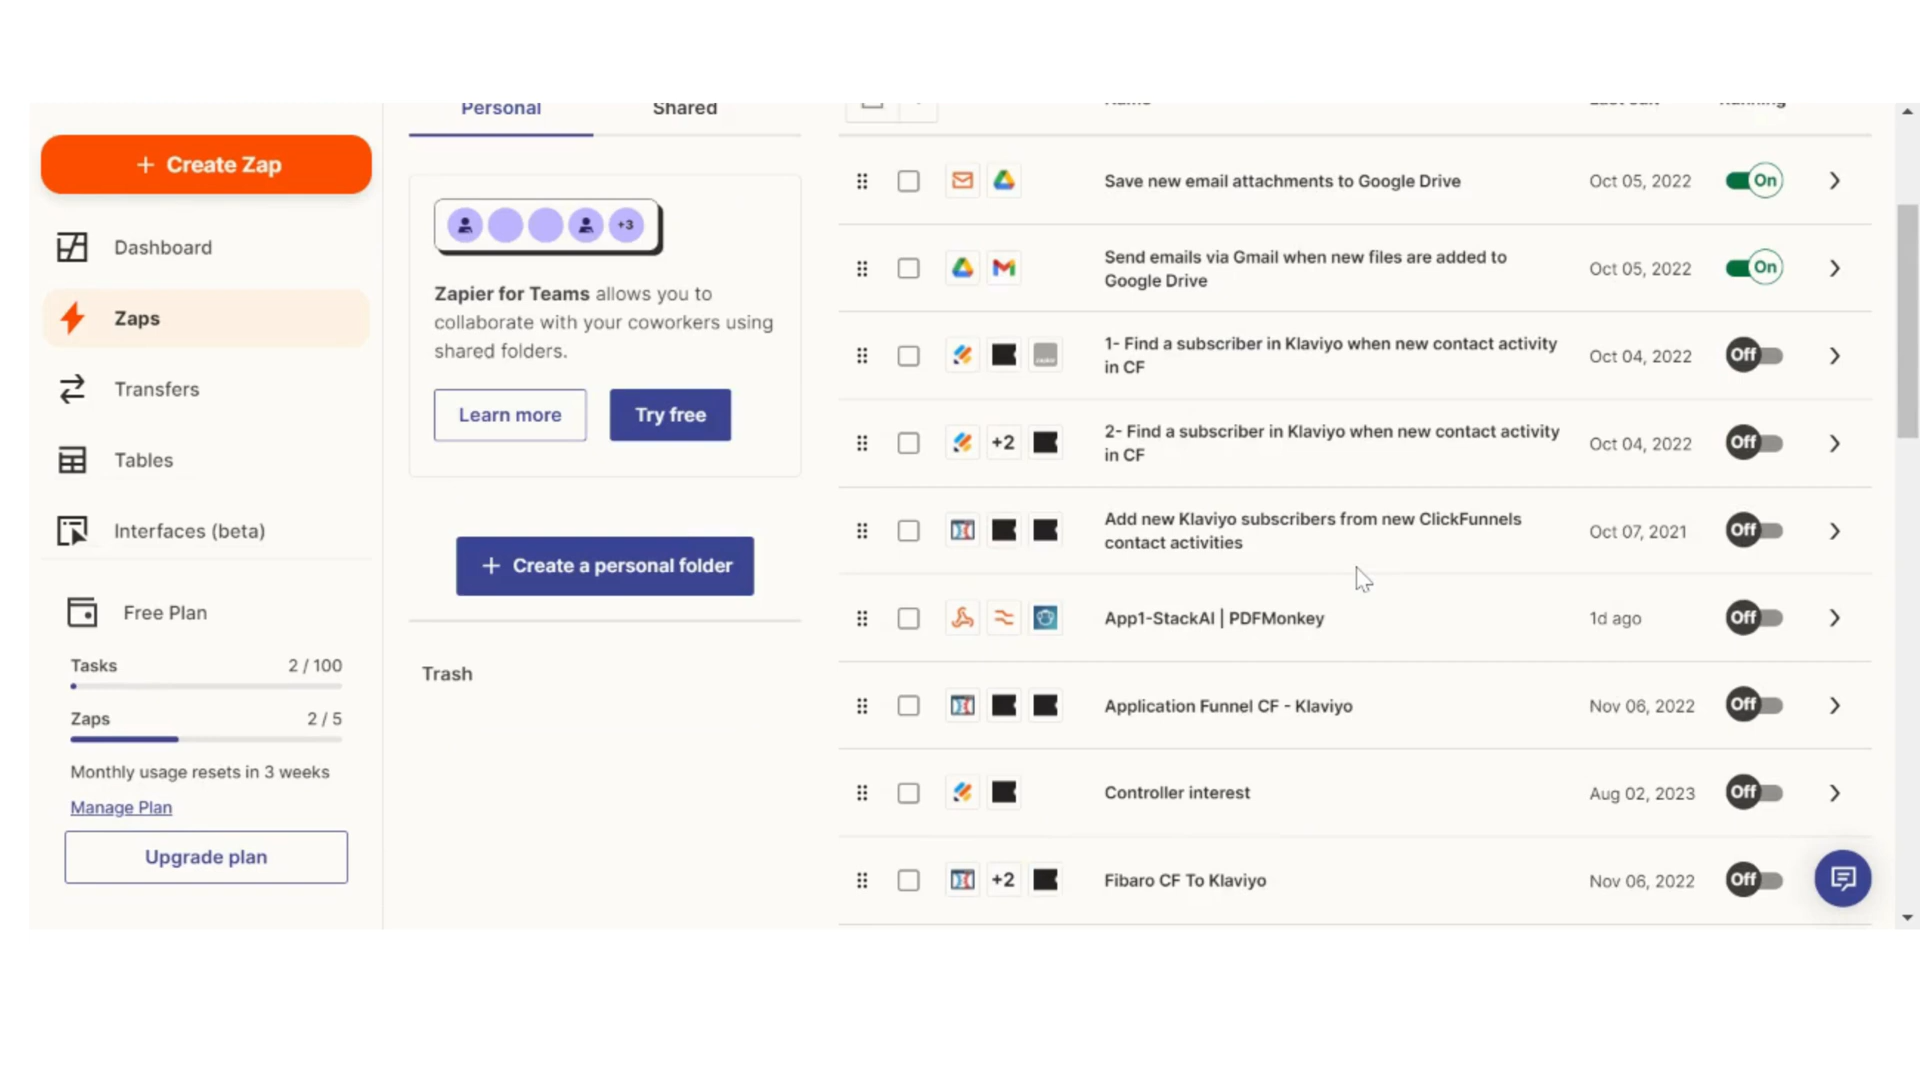 Personal
Shared
+ Create Zap
Dashboard
Zaps
Transfers
Tables
Interfaces (beta)
Free Plan
Tasks 2 / 100
Zaps 2 / 5
Monthly usage resets in 3 weeks
Manage Plan
Upgrade plan
+3
Zapier for Teams allows you to
collaborate with your coworkers using
shared folders.
Learn more
Try free
+ Create a personal folder
Trash
Save new email attachments to Google Drive
Oct 05, 2022
On
Send emails via Gmail when new files are added to
Google Drive
Oct 05, 2022
On
1- Find a subscriber in Klaviyo when new contact activity
in CF
Oct 04, 2022
Off
+2
2- Find a subscriber in Klaviyo when new contact activity
in CF
Oct 04, 2022
Off
Add new Klaviyo subscribers from new ClickFunnels
contact activities
Oct 07, 2021
Off
App1-StackAI | PDFMonkey
1d ago
Off
Application Funnel CF - Klaviyo
Nov 06, 2022
Off
Controller interest
Aug 02, 2023
Off
+2
Fibaro CF To Klaviyo
Nov 06, 2022
Off